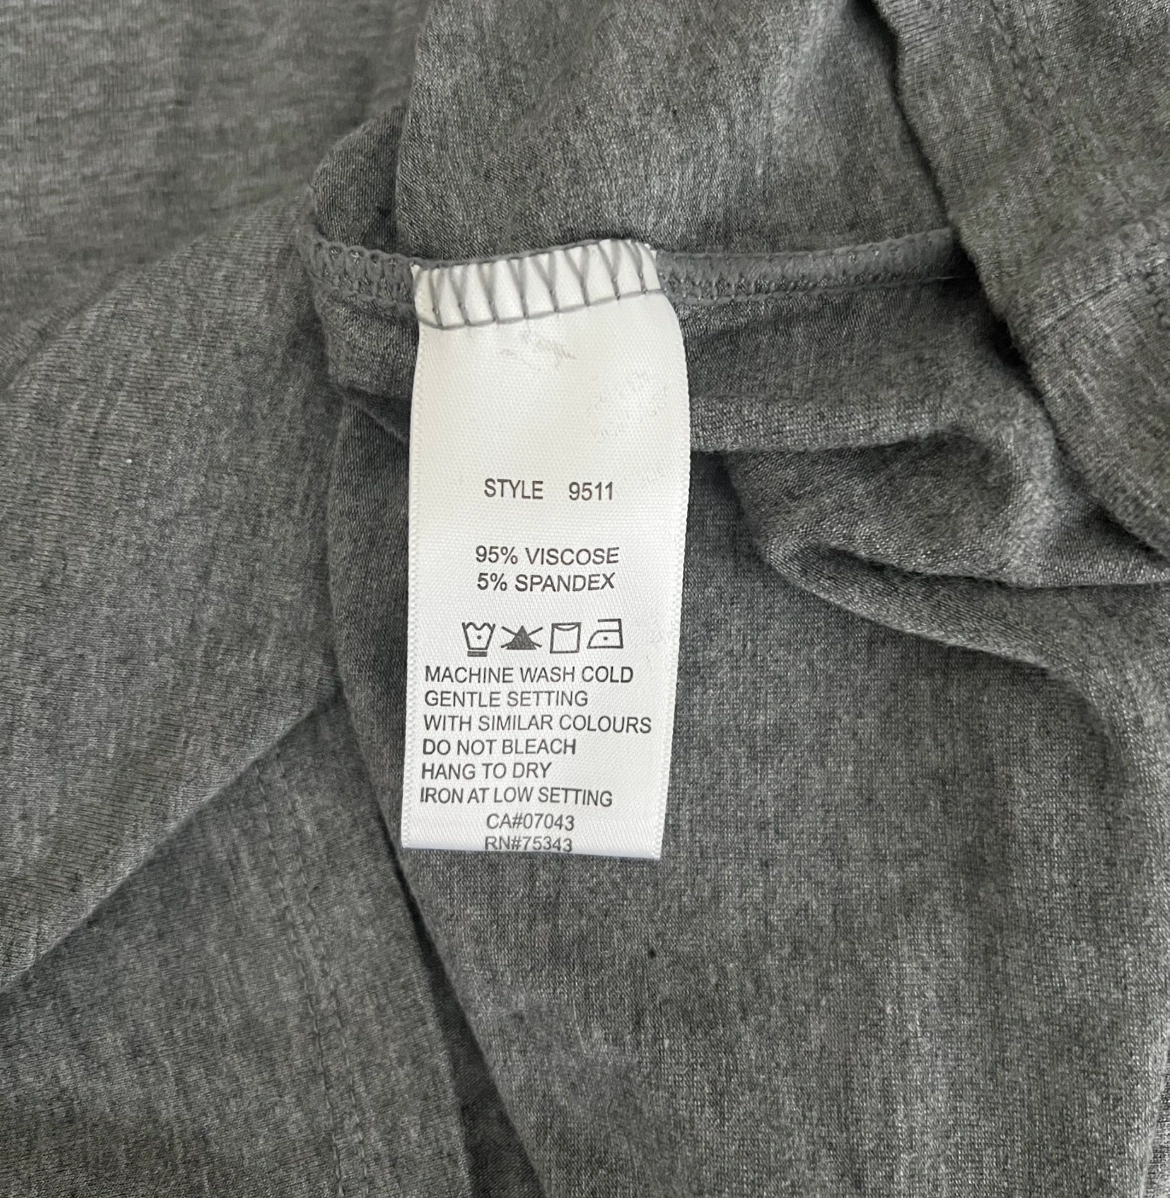 STYLE 9511
95% VISCOSE
5% SPANDEX
MACHINE WASH COLD
GENTLE SETTING
WITH SIMILAR COLOURS
DO NOT BLEACH
HANG TO DRY
IRON AT LOW SETTING
CA#07043
RN#75343